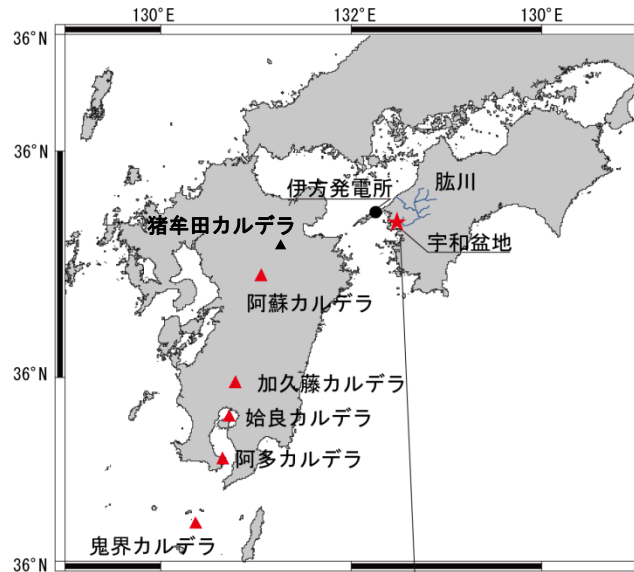 130°E
132°E
130°E
36°N
36°N
肱川
伊方発電所
猪牟田カルデラ
宇和盆地
阿蘇カルデラ
36°N
加久藤カルデラ
姶良カルデラ
阿多カルデラ
鬼界カルデラ
36°N